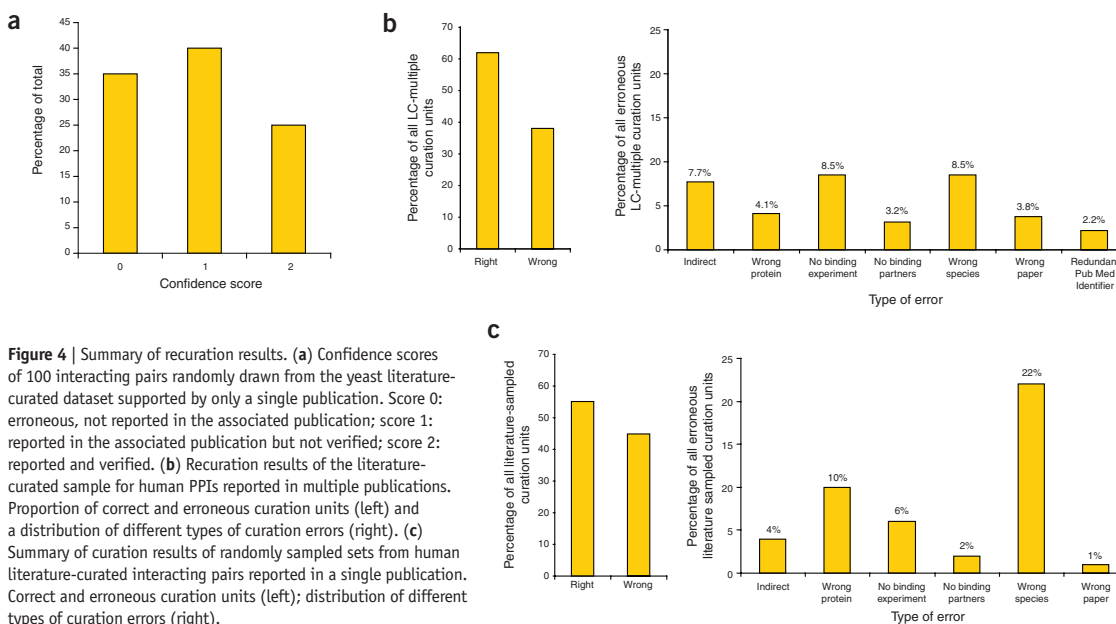 a
Percentage of total
45
40
35
30
25
20
15
10
5
0
0 1 2
Confidence score
b
Percentage of all LC-multiple
curation units
70
60
50
40
30
20
10
0
Right Wrong
Percentage of all erroneous
LC-multiple curation units
25
20
15
20
5
0
7.7%
4.1%
8.5%
3.2%
8.5%
3.8%
2.2%
Indirect
Wrong
protein
No binding
experiment
No binding
partners
Wrong
species
Wrong
paper
Redundan
Pub Med
Identifier
Type of error
Figure 4 | Summary of recuration results. (a) Confidence scores
of 100 interacting pairs randomly drawn from the yeast literature-
curated dataset supported by only a single publication. Score 0:
erroneous, not reported in the associated publication; score 1:
reported in the associated publication but not verified; score 2:
reported and verified. (b) Recuration results of the literature-
curated sample for human PPIs reported in multiple publications.
Proportion of correct and erroneous curation units (left) and
a distribution of different types of curation errors (right). (c)
Summary of curation results of randomly sampled sets from human
literature-curated interacting pairs reported in a single publication.
Correct and erroneous curation units (left); distribution of different
types of curation errors (right).
c
Percentage of all literature-sampled
curation units
70
60
50
40
30
20
10
0
Right Wrong
Percentage of all erroneous
literature sampled curation units
25
20
15
20
5
0
4%
10%
6%
2%
22%
1%
Indirect
Wrong
protein
No binding
experiment
No binding
partners
Wrong
species
Wrong
paper
Type of error